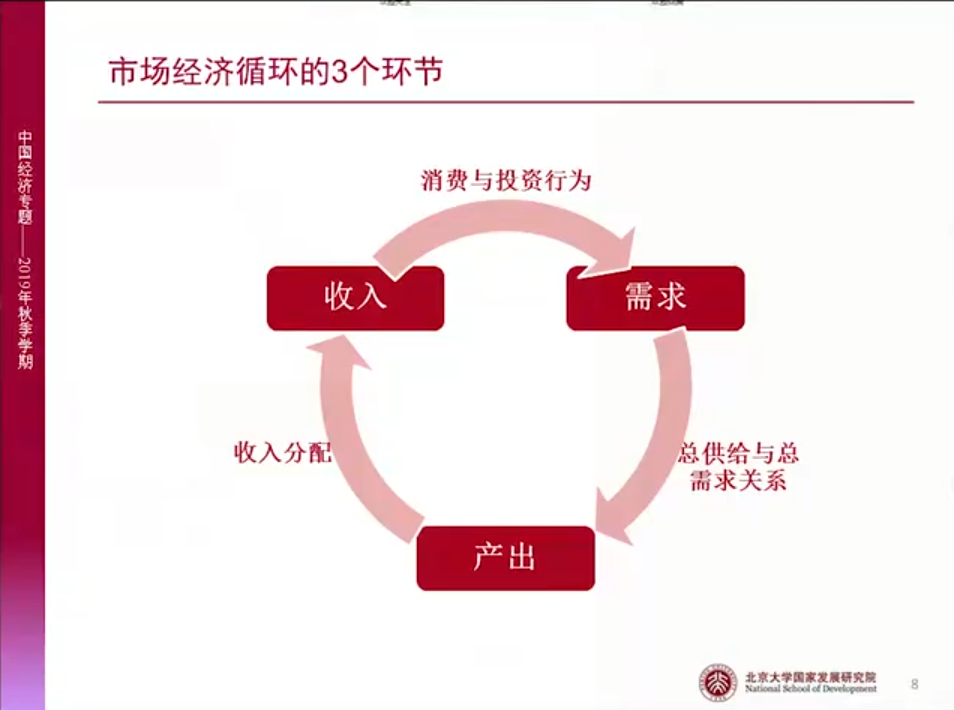 市场经济循环的3个环节
中国经济专题——2019年秋季学期
消费与投资行为
收入
需求
收入分配
总供给与总
需求关系
产出
北京大学国家发展研究院
National School of Development
8